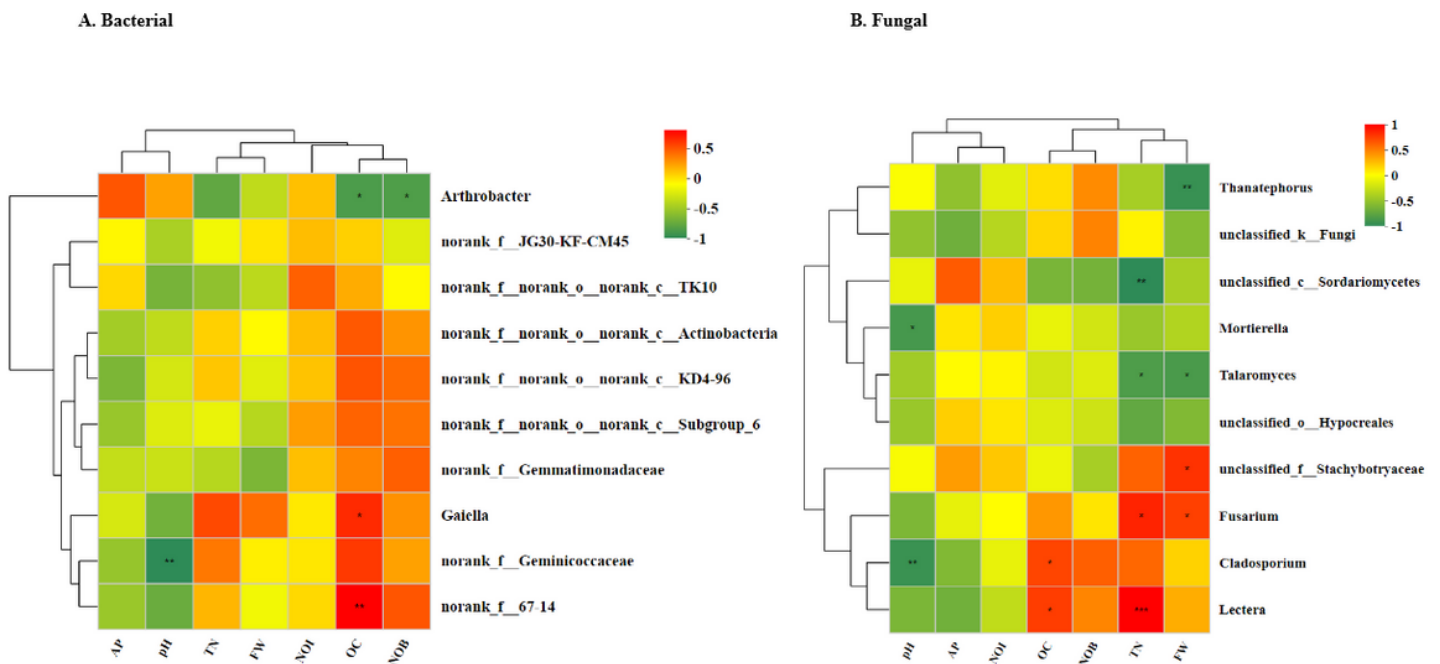 A. Bacterial
B. Fungal
0.5
0
-0.5
-1
Arthrobacter
*
*
norank_f__JG30-KF-CM45
norank_f__norank_o__norank_c__TK10
norank_f__norank_o__norank_c__Actinobacteria
norank_f__norank_o__norank_c__KD4-96
norank_f__norank_o__norank_c__Subgroup_6
norank_f__Gemmatimonadaceae
Gaiella
*
norank_f__Geminicoccaceae
**
norank_f__67-14
**
AP
pH
TN
FW
NOI
OC
NOB
1
0.5
0
-0.5
-1
Thanatephorus
**
unclassified_k__Fungi
unclassified_c__Sordariomycetes
**
Mortierella
*
Talaromyces
*
*
unclassified_o__Hypocreales
unclassified_f__Stachybotryaceae
*
Fusarium
*
*
Cladosporium
**
*
Lectera
*
***
pH
AP
NOI
OC
NOB
TN
FW